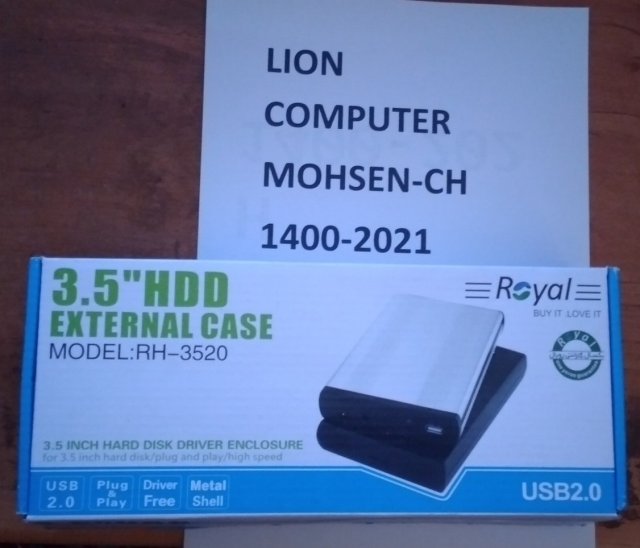 LION
COMPUTER
MOHSEN-CH
1400-2021
3.5"HDD
EXTERNAL CASE
MODEL:RH-3520
Royal
BUY IT .LOVE IT
Royal
3.5 INCH HARD DISK DRIVER ENCLOSURE
for 3.5 inch hard disk/plug and play/high speed
USB
2.0
Plug
&
Play
Driver
Free
Metal
Shell
USB2.0